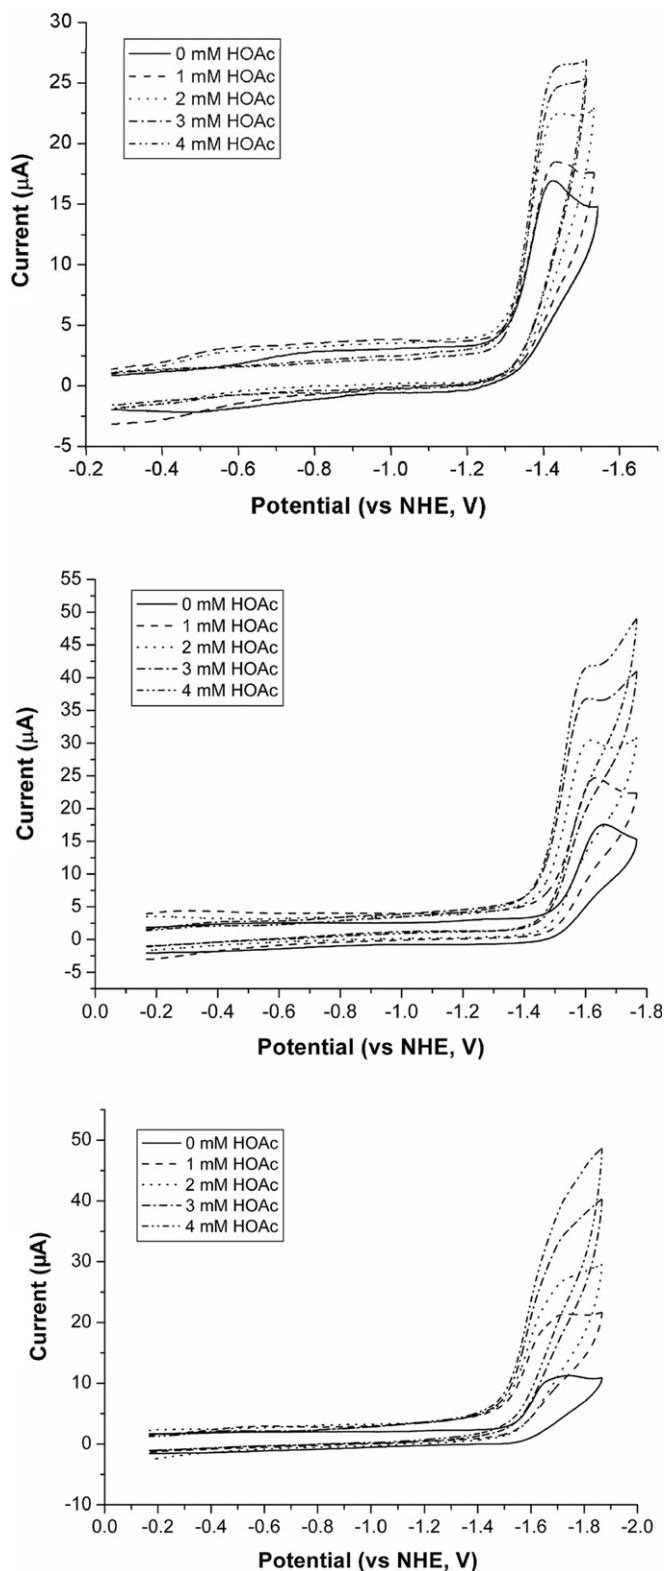 30
25
20
15
10
5
0
-5
Current (µA)
0 mM HOAc
1 mM HOAc
2 mM HOAc
3 mM HOAc
4 mM HOAc
-0.2 -0.4 -0.6 -0.8 -1.0 -1.2 -1.4 -1.6
Potential (vs NHE, V)
55
50
45
40
35
30
25
20
15
10
5
0
-5
Current (µA)
0 mM HOAc
1 mM HOAc
2 mM HOAc
3 mM HOAc
4 mM HOAc
0.0 -0.2 -0.4 -0.6 -0.8 -1.0 -1.2 -1.4 -1.6 -1.8
Potential (vs NHE, V)
50
40
30
20
10
0
-10
Current (µA)
0 mM HOAc
1 mM HOAc
2 mM HOAc
3 mM HOAc
4 mM HOAc
0.0 -0.2 -0.4 -0.6 -0.8 -1.0 -1.2 -1.4 -1.6 -1.8 -2.0
Potential (vs NHE, V)